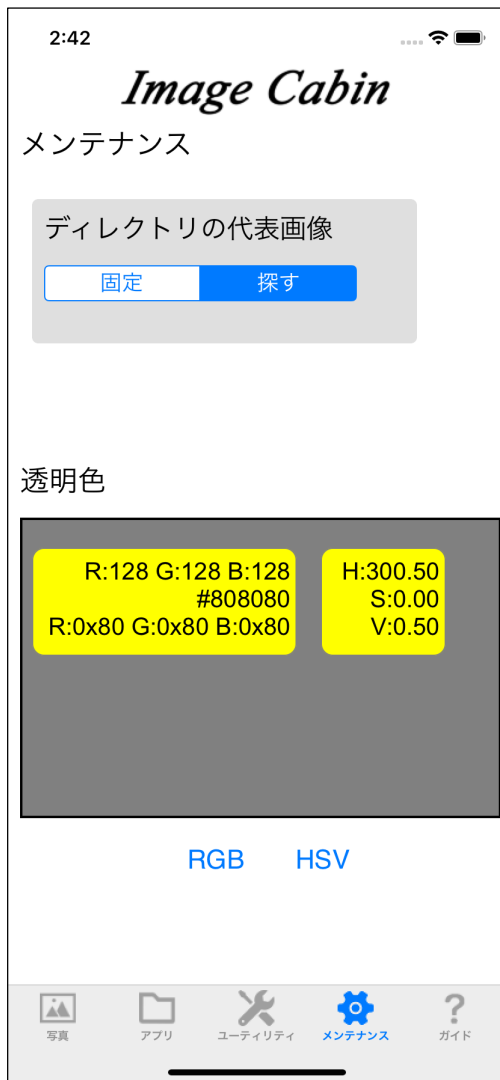 2:42
Image Cabin
メンテナンス
ディレクトリの代表画像
固定 探す
透明色
R:128 G:128 B:128
#808080
R:0x80 G:0x80 B:0x80
H:300.50
S:0.00
V:0.50
RGB HSV
写真 アプリ ユーティリティ メンテナンス ガイド